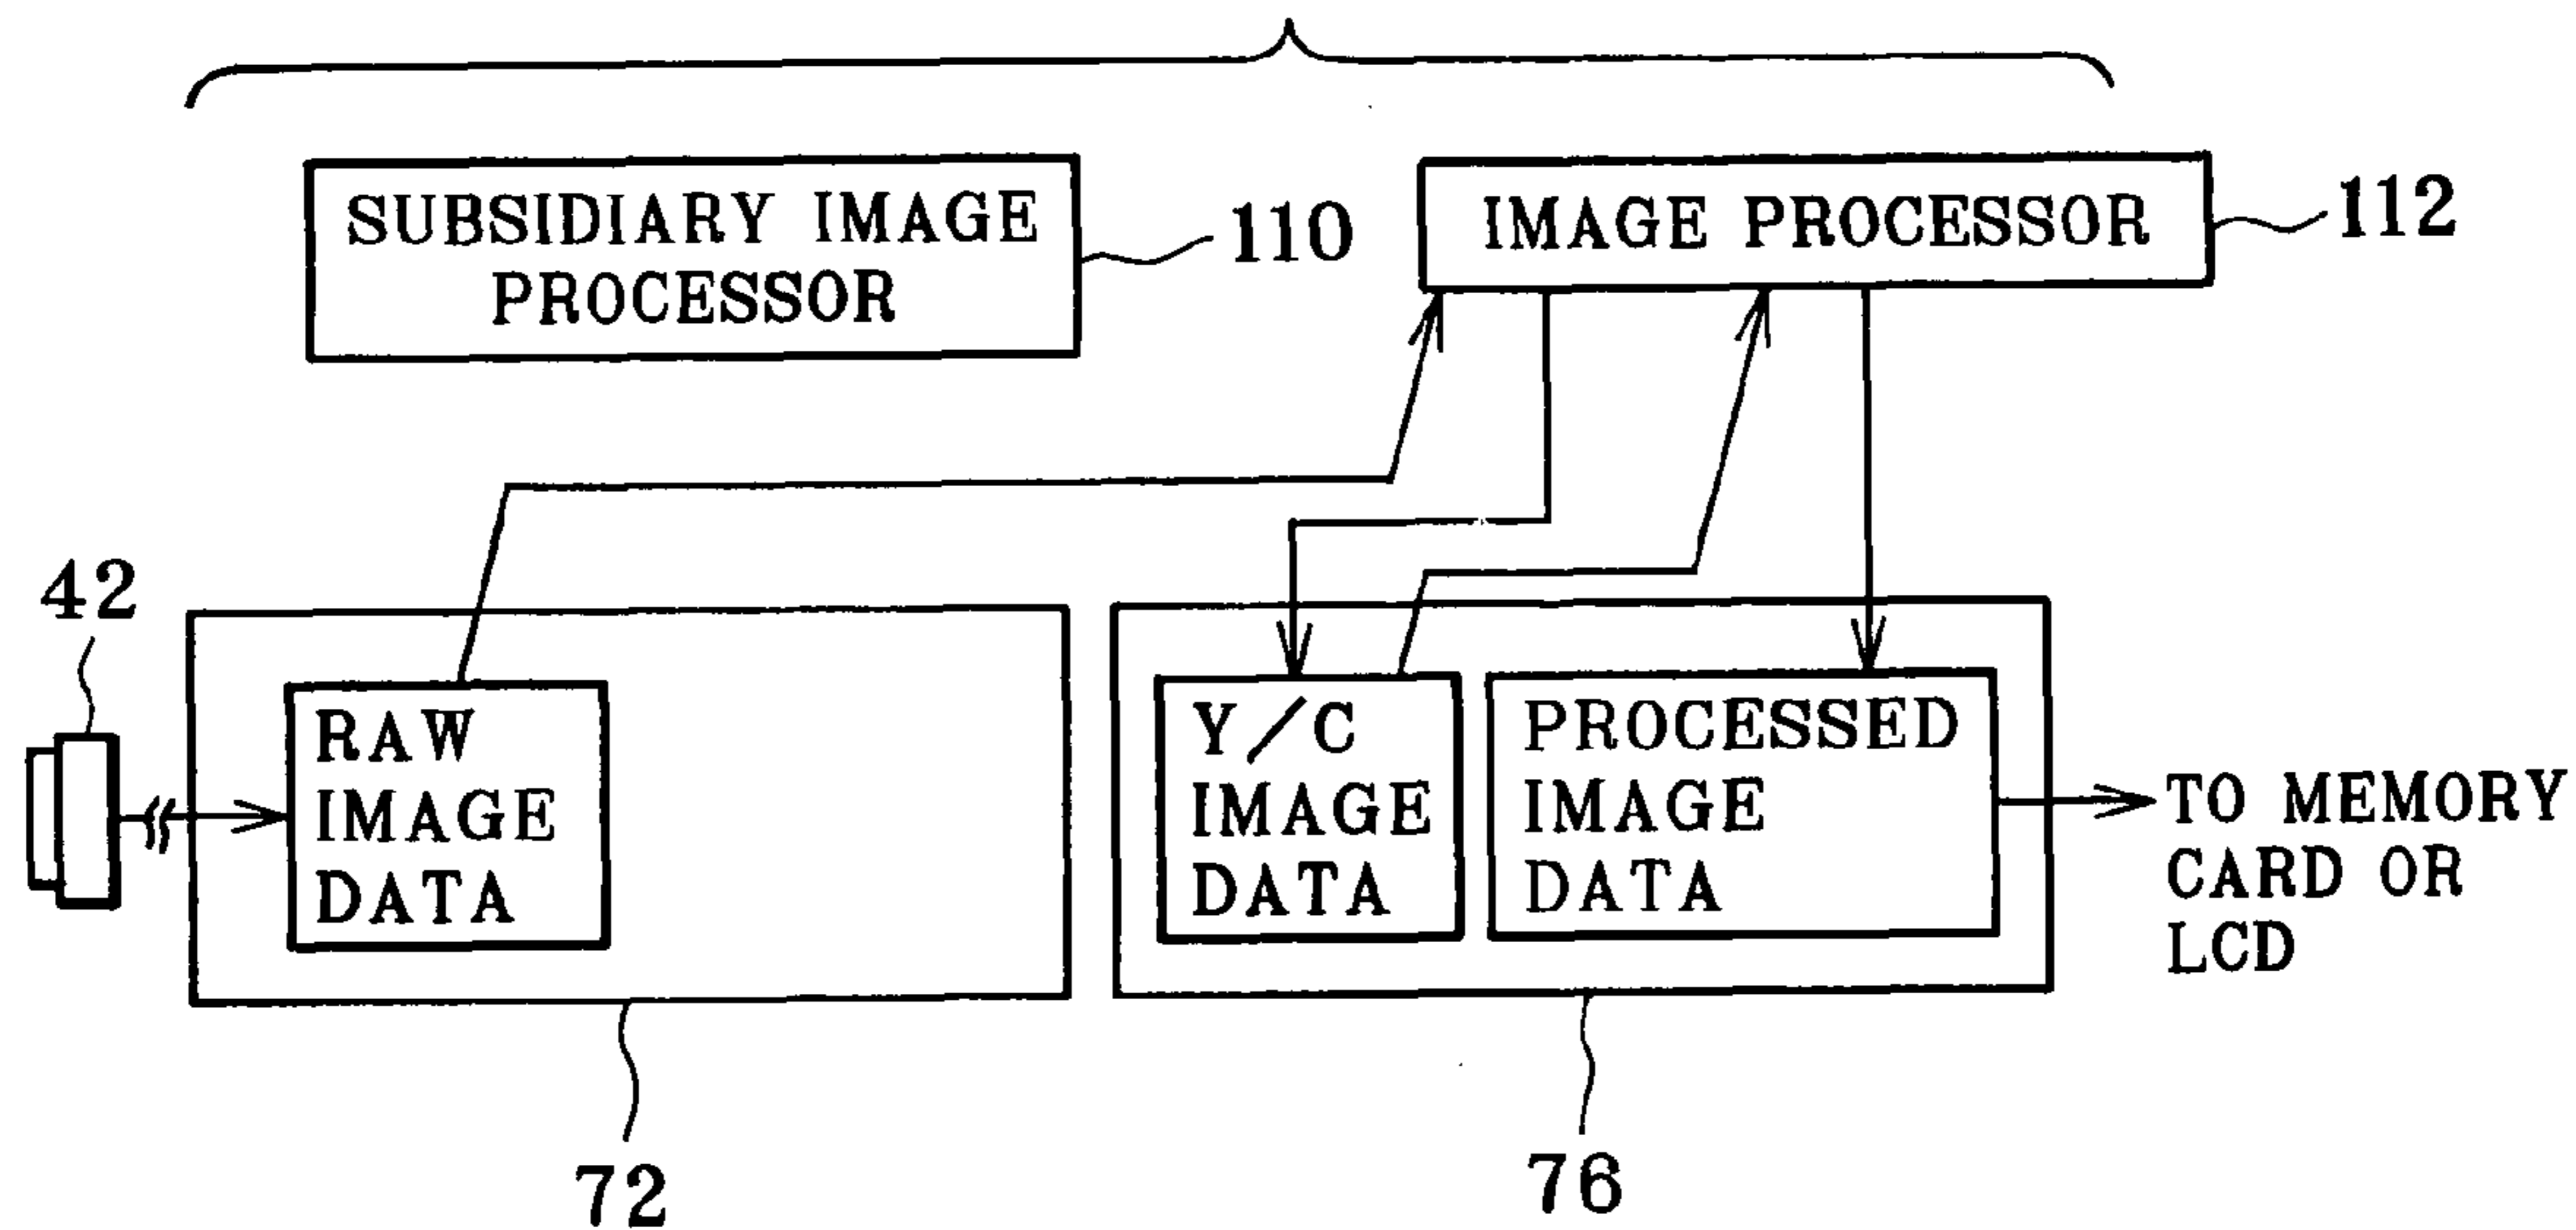 SUBSIDIARY IMAGE
PROCESSOR
110
IMAGE PROCESSOR
112
42
RAW
IMAGE
DATA
72
Y/C
IMAGE
DATA
PROCESSED
IMAGE
DATA
76
TO MEMORY
CARD OR
LCD